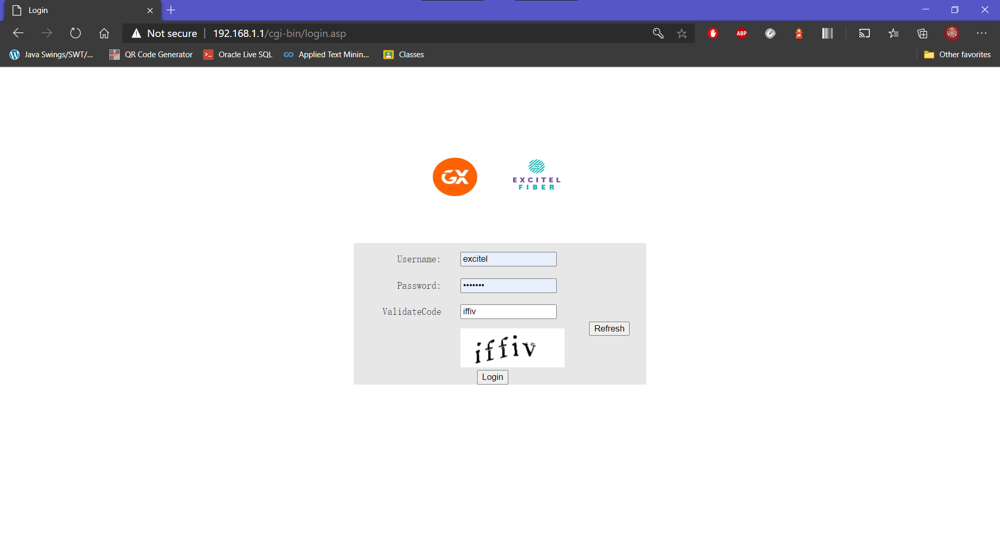 Login
Not secure 192.168.1.1/cgi-bin/login.asp
ABP
Java Swings/SWT/... QR Code Generator Oracle Live SQL Applied Text Minin... Classes Other favorites
GX
EXCITEL
FIBER
Username: excitel
Password: •••••••
ValidateCode iffiv
Refresh
iffiv
Login